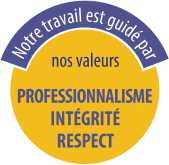 Notre travail est guidé par
nos valeurs
PROFESSIONNALISME
INTÉGRITÉ
RESPECT